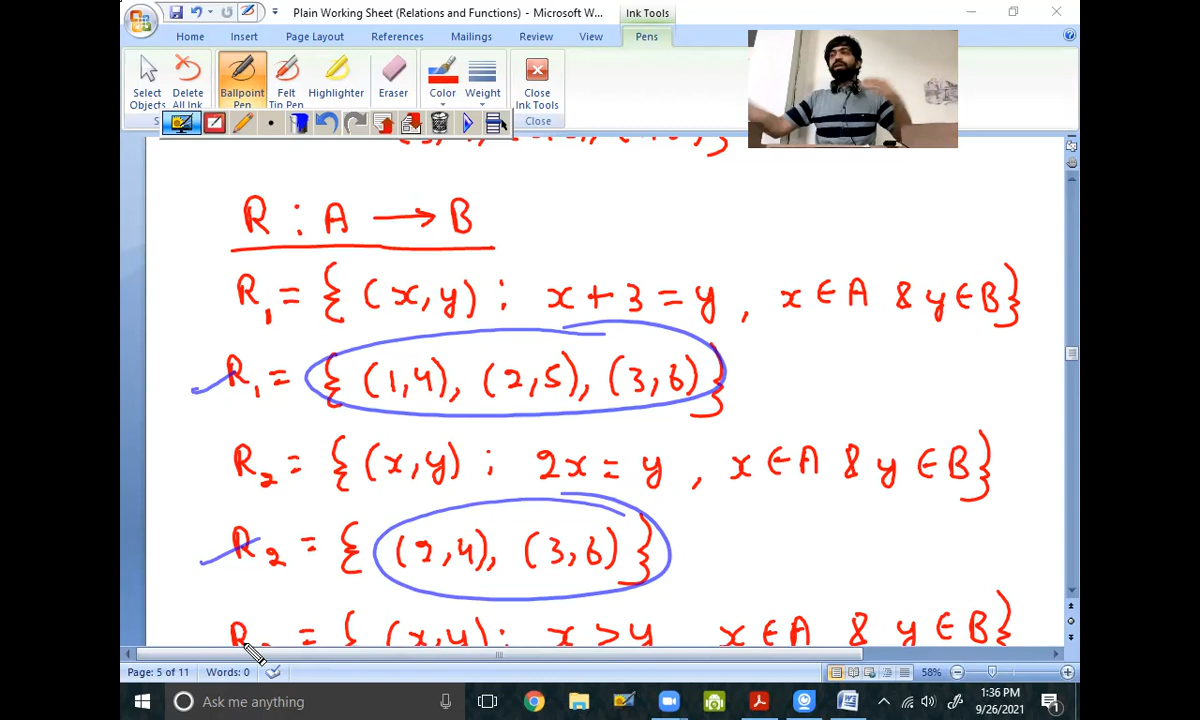 Plain Working Sheet (Relations and Functions) - Microsoft W...
Ink Tools
Home Insert Page Layout References Mailings Review View Pens
Select Objects
Delete All Ink
Ballpoint Pen
Felt Tip Pen
Highlighter
Eraser
Color
Weight
Close Ink Tools
Close
R : A → B
R₁ = { (x,y) : x + 3 = y , x ∈ A & y ∈ B }
R₁ = { (1,4), (2,5), (3,6) }
R₂ = { (x,y) : 2x = y , x ∈ A & y ∈ B }
R₂ = { (2,4), (3,6) }
= { (x,y) : x > y x ∈ A & y ∈ B }
Page: 5 of 11 Words: 0 58%
Ask me anything
1:36 PM
9/26/2021